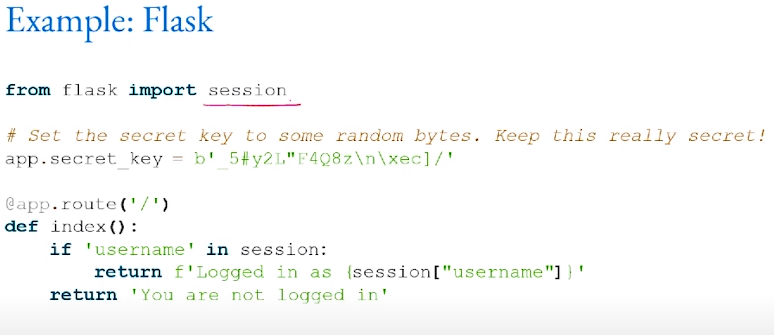 Example: Flask
from flask import session
# Set the secret key to some random bytes. Keep this really secret!
app.secret_key = b'_5#y2L"F4Q8z\n\xec]/'
@app.route('/')
def index():
    if 'username' in session:
        return f'Logged in as {session["username"]}'
    return 'You are not logged in'